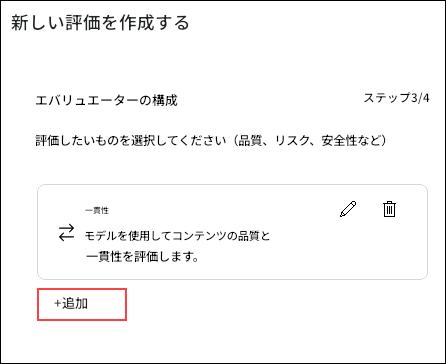 新しい評価を作成する
エバリュエーターの構成
ステップ3/4
評価したいものを選択してください（品質、リスク、安全性など）
一貫性
モデルを使用してコンテンツの品質と
一貫性を評価します。
+追加